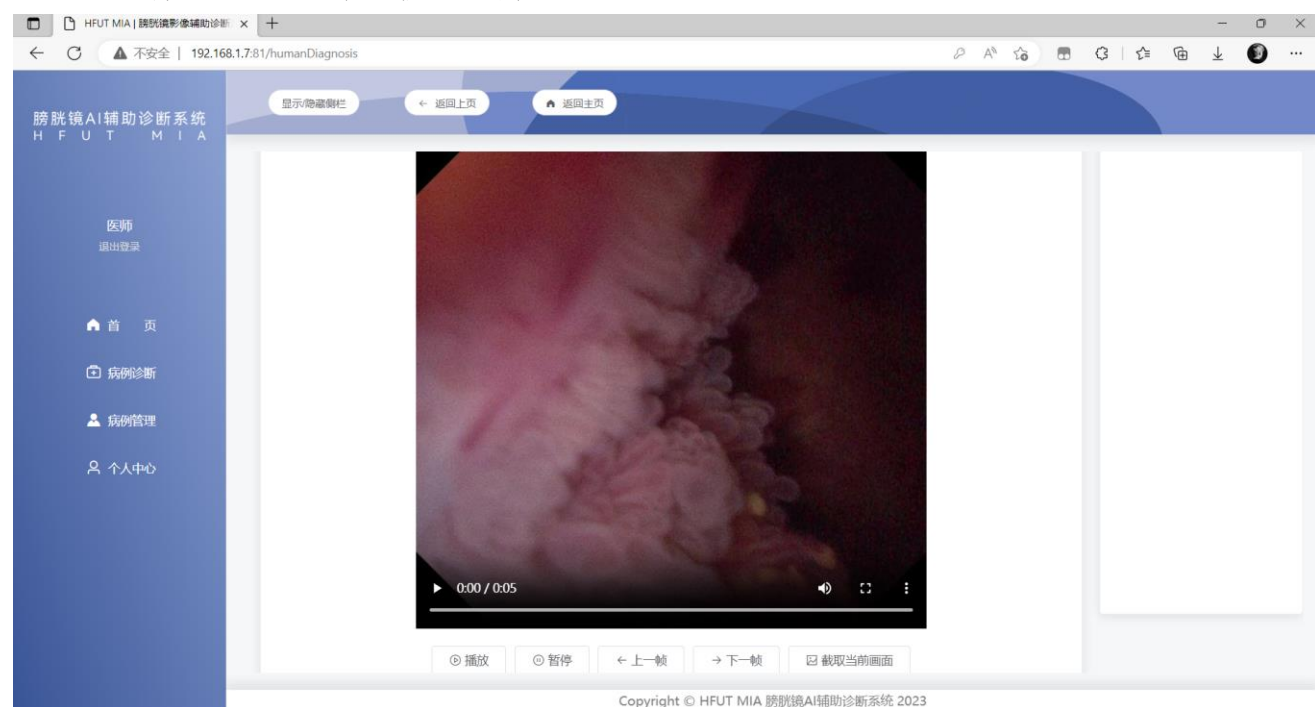 HFUT MIA | 膀胱镜影像辅助诊断
不安全 | 192.168.1.7:81/humanDiagnosis
膀胱镜AI辅助诊断系统
HFUT MIA
显示/隐藏侧栏
← 返回上页
返回主页
医师
退出登录
首 页
病例诊断
病例管理
个人中心
0:00 / 0:05
播放
暂停
← 上一帧
→ 下一帧
截取当前画面
Copyright © HFUT MIA 膀胱镜AI辅助诊断系统 2023